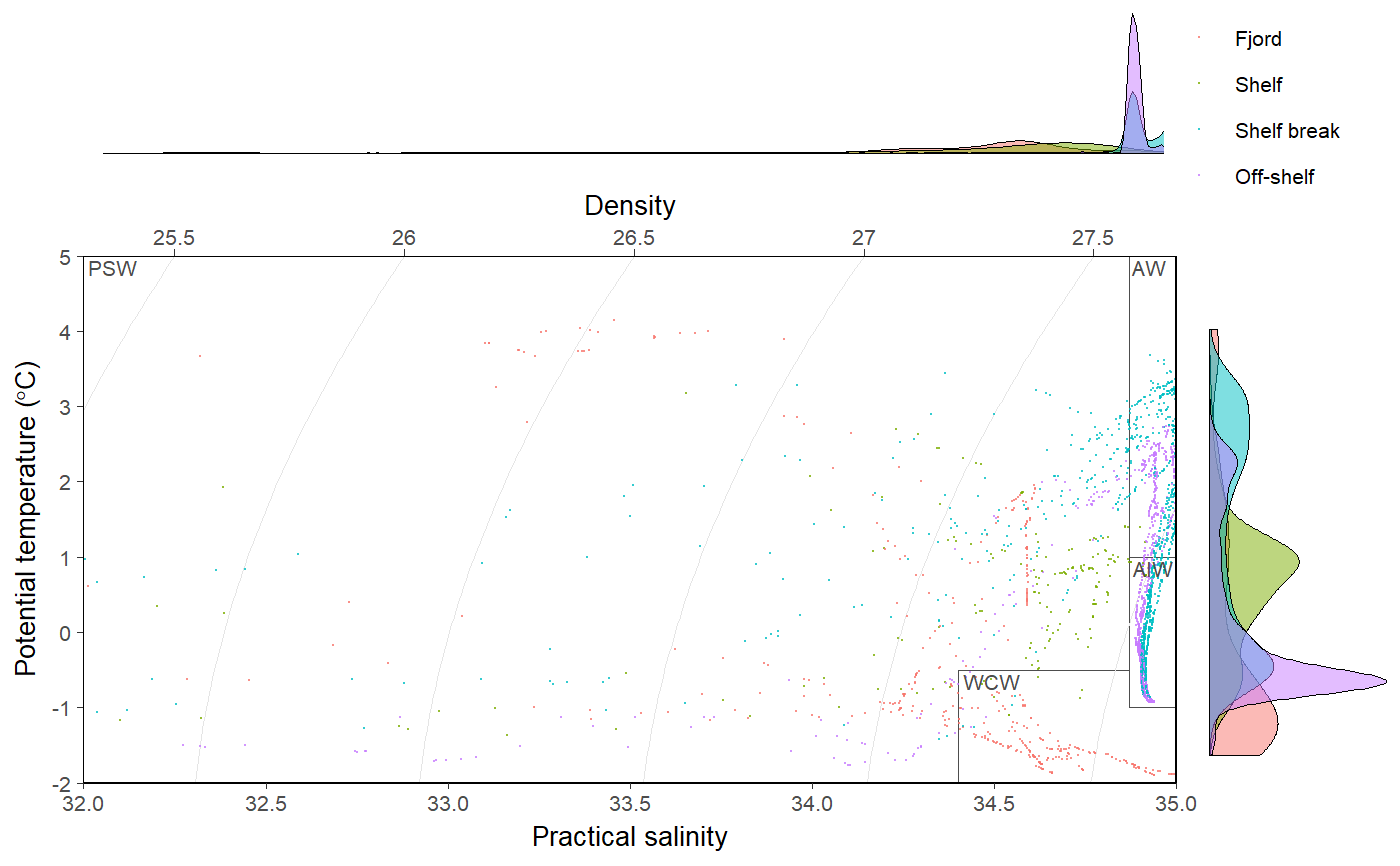 Fjord
Shelf
Shelf break
Off-shelf
Density
25.5 26 26.5 27 27.5
5
PSW
AW
4
3
2
1
AIW
0
WCW
-1
-2
32.0 32.5 33.0 33.5 34.0 34.5 35.0
Potential temperature (°C)
Practical salinity